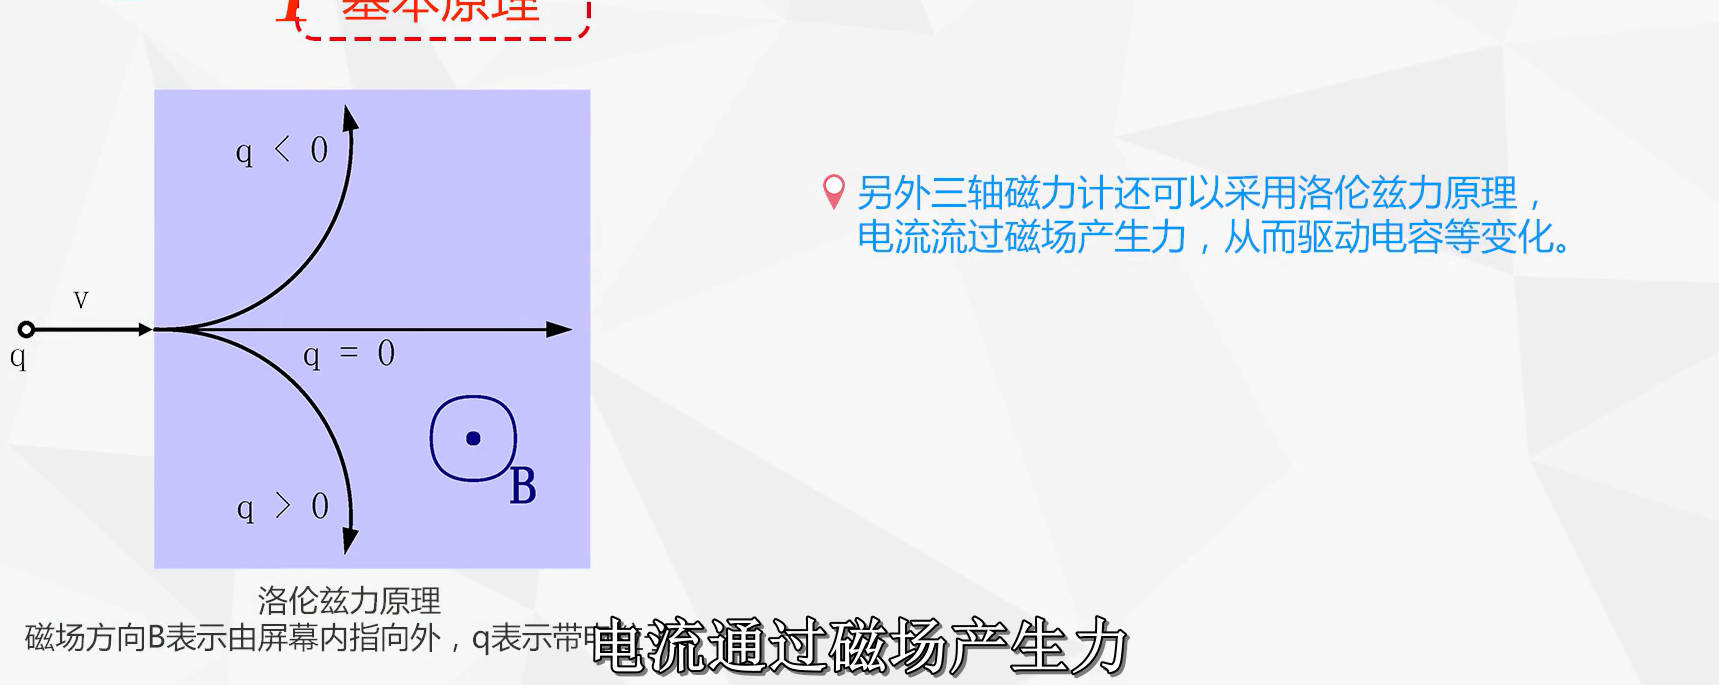 基本原理
q < 0
另外三轴磁力计还可以采用洛伦兹力原理，
电流流过磁场产生力，从而驱动电容等变化。
v
q
q = 0
B
q > 0
洛伦兹力原理
磁场方向B表示由屏幕内指向外，q表示带电
电流通过磁场产生力